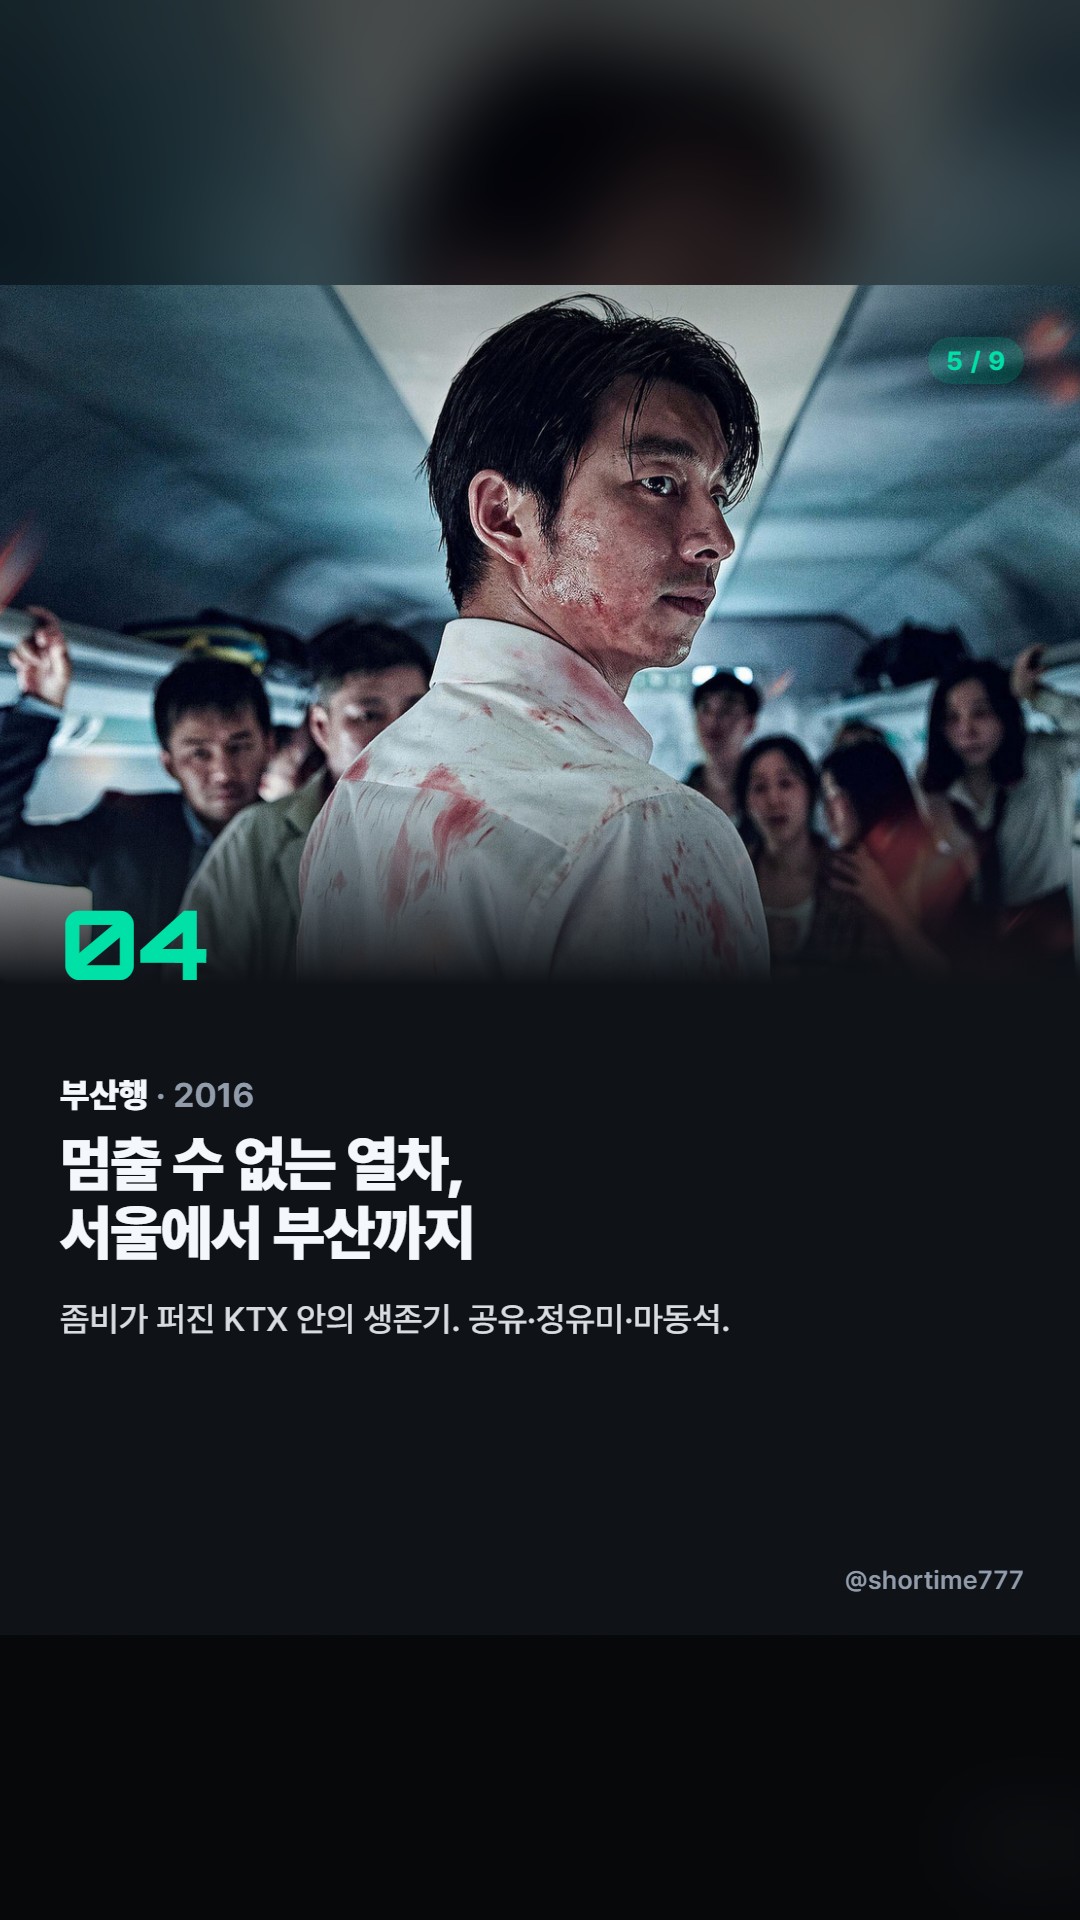 5 / 9
04
부산행 · 2016
멈출 수 없는 열차,
서울에서 부산까지
좀비가 퍼진 KTX 안의 생존기. 공유·정유미·마동석.
@shortime777